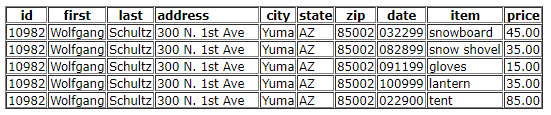 id first last address city state zip date item price
10982 Wolfgang Schultz 300 N. 1st Ave Yuma AZ 85002 032299 snowboard 45.00
10982 Wolfgang Schultz 300 N. 1st Ave Yuma AZ 85002 082899 snow shovel 35.00
10982 Wolfgang Schultz 300 N. 1st Ave Yuma AZ 85002 091199 gloves 15.00
10982 Wolfgang Schultz 300 N. 1st Ave Yuma AZ 85002 100999 lantern 35.00
10982 Wolfgang Schultz 300 N. 1st Ave Yuma AZ 85002 022900 tent 85.00